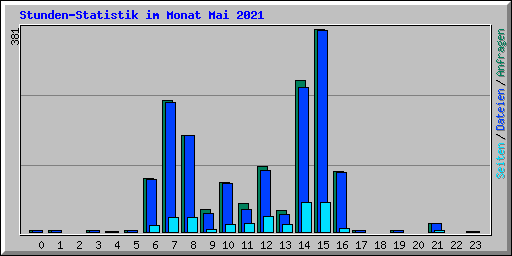 Stunden-Statistik im Monat Mai 2021
381
Seiten / Dateien / Anfragen
0 1 2 3 4 5 6 7 8 9 10 11 12 13 14 15 16 17 18 19 20 21 22 23